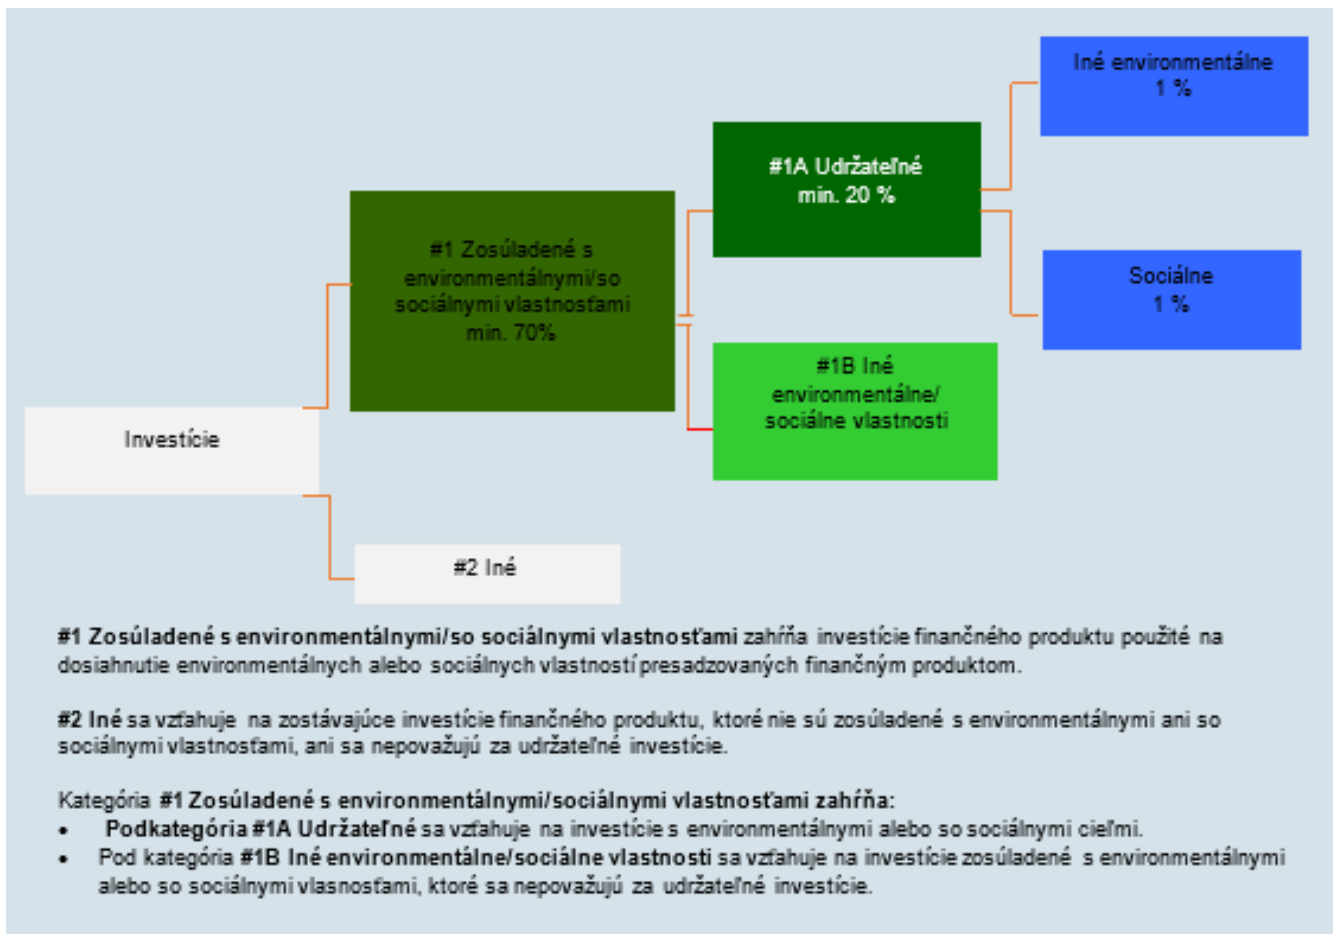 Iné environmentálne
1 %
#1A Udržateľné
min. 20 %
#1 Zosúladené s
environmentálnymi/so
sociálnymi vlastnosťami
min. 70%
Sociálne
1 %
#1B Iné
environmentálne/
sociálne vlastnosti
Investície
#2 Iné
#1 Zosúladené s environmentálnymi/so sociálnymi vlastnosťami zahŕňa investície finančného produktu použité na
dosiahnutie environmentálnych alebo sociálnych vlastností presadzovaných finančným produktom.
#2 Iné sa vzťahuje na zostávajúce investície finančného produktu, ktoré nie sú zosúladené s environmentálnymi ani so
sociálnymi vlastnosťami, ani sa nepovažujú za udržateľné investície.
Kategória #1 Zosúladené s environmentálnymi/sociálnymi vlastnosťami zahŕňa:
• Podkategória #1A Udržateľné sa vzťahuje na investície s environmentálnymi alebo so sociálnymi cieľmi.
• Pod kategória #1B Iné environmentálne/sociálne vlastnosti sa vzťahuje na investície zosúladené s environmentálnymi
alebo so sociálnymi vlasnosťami, ktoré sa nepovažujú za udržateľné investície.